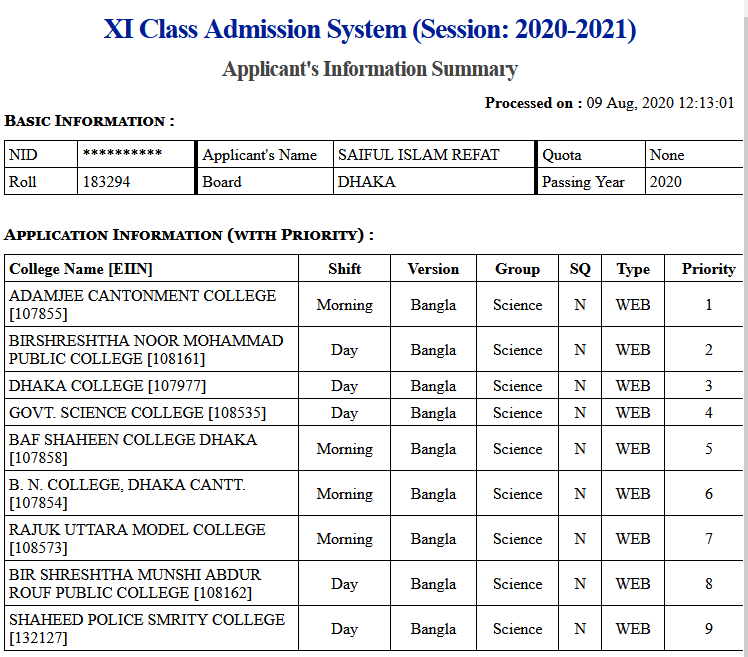 XI Class Admission System (Session: 2020-2021)
Applicant's Information Summary
Processed on : 09 Aug, 2020 12:13:01
BASIC INFORMATION :
NID ********** Applicant's Name SAIFUL ISLAM REFAT Quota None
Roll 183294 Board DHAKA Passing Year 2020
APPLICATION INFORMATION (WITH PRIORITY) :
College Name [EIIN] Shift Version Group SQ Type Priority
ADAMJEE CANTONMENT COLLEGE
[107855] Morning Bangla Science N WEB 1
BIRSHRESHTHA NOOR MOHAMMAD
PUBLIC COLLEGE [108161] Day Bangla Science N WEB 2
DHAKA COLLEGE [107977] Day Bangla Science N WEB 3
GOVT. SCIENCE COLLEGE [108535] Day Bangla Science N WEB 4
BAF SHAHEEN COLLEGE DHAKA
[107858] Morning Bangla Science N WEB 5
B. N. COLLEGE, DHAKA CANTT.
[107854] Morning Bangla Science N WEB 6
RAJUK UTTARA MODEL COLLEGE
[108573] Morning Bangla Science N WEB 7
BIR SHRESHTHA MUNSHI ABDUR
ROUF PUBLIC COLLEGE [108162] Day Bangla Science N WEB 8
SHAHEED POLICE SMRITY COLLEGE
[132127] Day Bangla Science N WEB 9